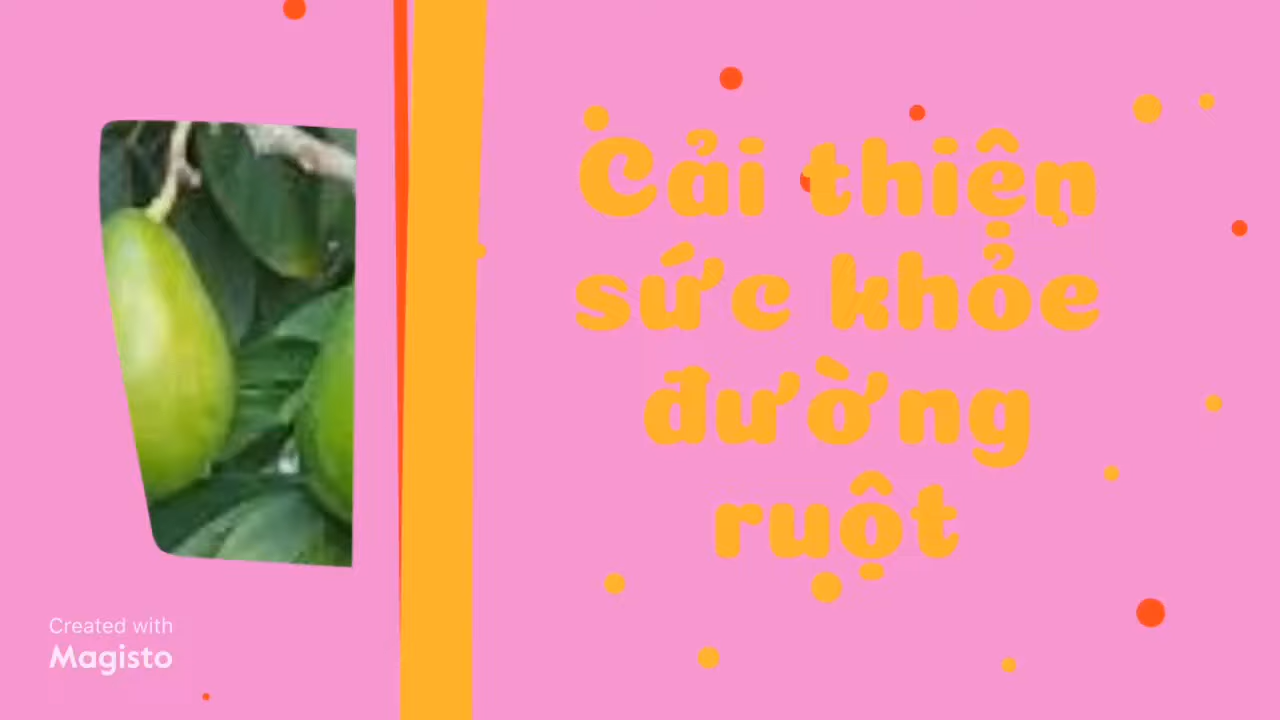 Cải thiện
sức khỏe
đường
ruột
Created with
Magisto